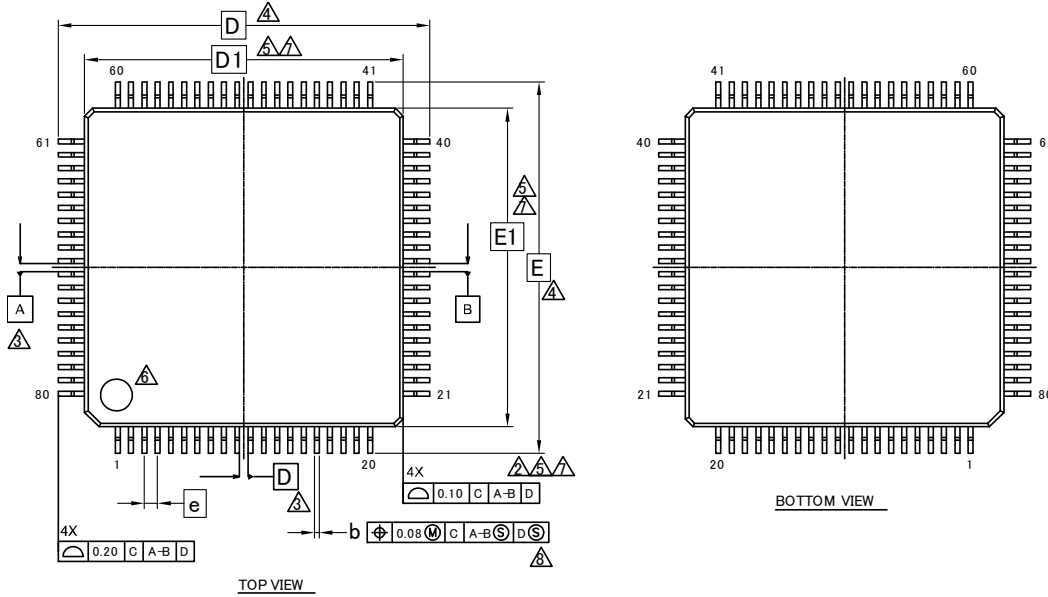 D 4
D1 5 7
60 41
61 40
5
7
E1
E
4
A
3
B
6
80 21
1 20
D
3
e
4X
2 5 7
⌓ 0.10 C A-B D
b ⌖ 0.08 Ⓜ C A-B Ⓢ D Ⓢ
8
4X
⌓ 0.20 C A-B D
TOP VIEW
41 60
40 6
21 80
20 1
BOTTOM VIEW